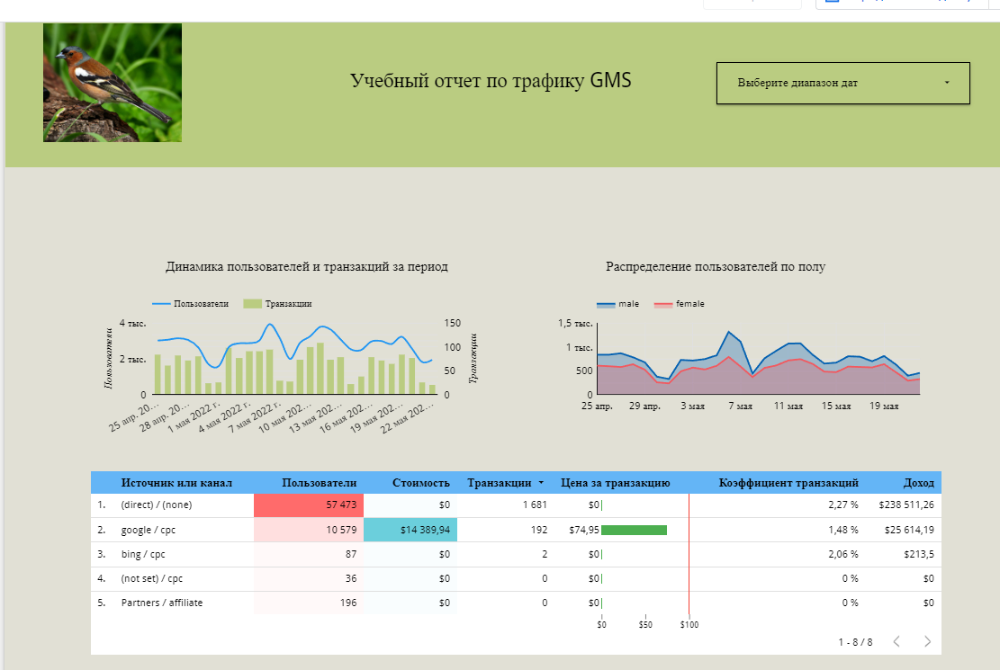 Учебный отчет по трафику GMS
Выберите диапазон дат
Динамика пользователей и транзакций за период
Пользователи Транзакции
4 тыс.
2 тыс.
0
Пользователи
150
100
50
0
Транзакции
25 апр. 20...
28 апр. 20...
1 мая 2022 г.
4 мая 2022 г.
7 мая 2022 г.
10 мая 202...
13 мая 202...
16 мая 202...
19 мая 202...
22 мая 202...
Распределение пользователей по полу
male female
1,5 тыс.
1 тыс.
500
0
25 апр. 29 апр. 3 мая 7 мая 11 мая 15 мая 19 мая
Источник или канал Пользователи Стоимость Транзакции Цена за транзакцию Коэффициент транзакций Доход
1. (direct) / (none) 57 473 $0 1 681 $0 2,27 % $238 511,26
2. google / cpc 10 579 $14 389,94 192 $74,95 1,48 % $25 614,19
3. bing / cpc 87 $0 2 $0 2,06 % $213,5
4. (not set) / cpc 36 $0 0 $0 0 % $0
5. Partners / affiliate 196 $0 0 $0 0 % $0
$0 $50 $100
1 - 8 / 8